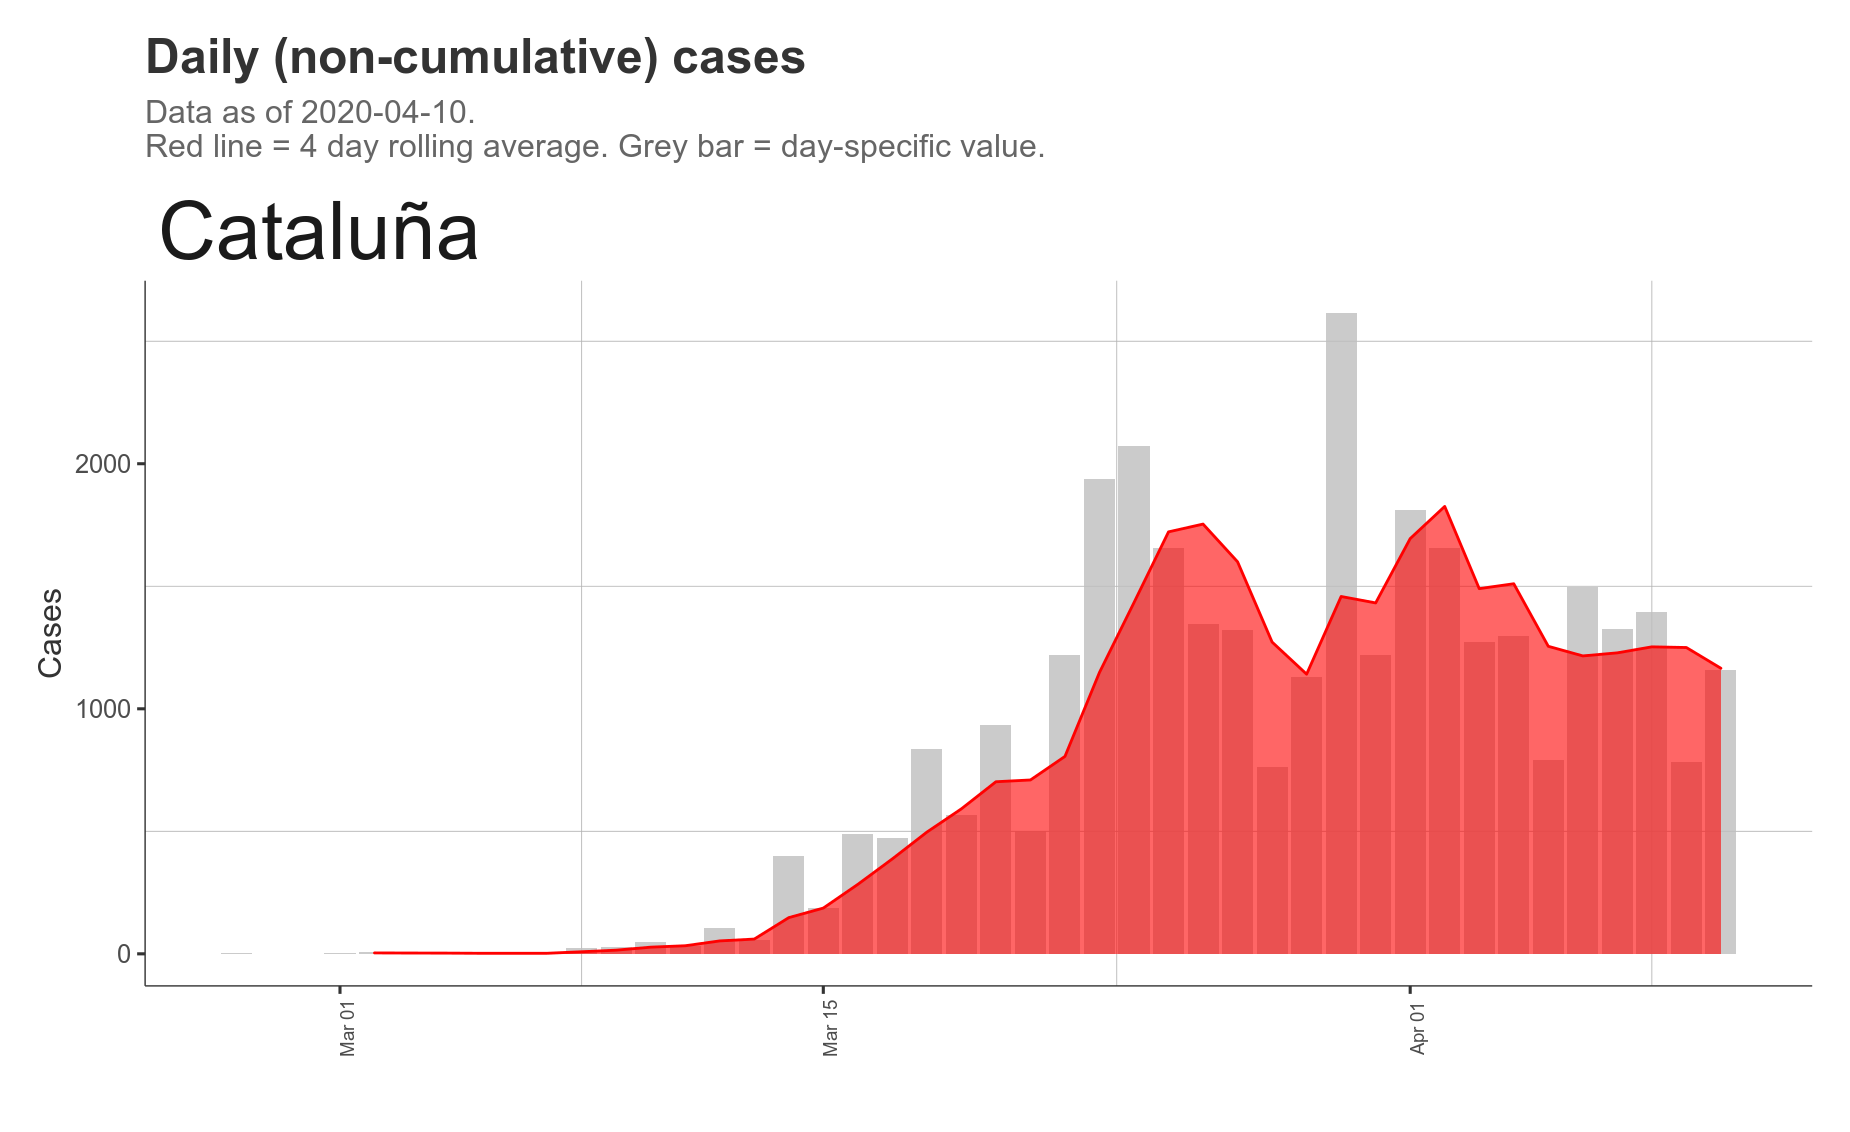 Daily (non-cumulative) cases
Data as of 2020-04-10.
Red line = 4 day rolling average. Grey bar = day-specific value.
Cataluña
Cases
2000
1000
0
Mar 01
Mar 15
Apr 01